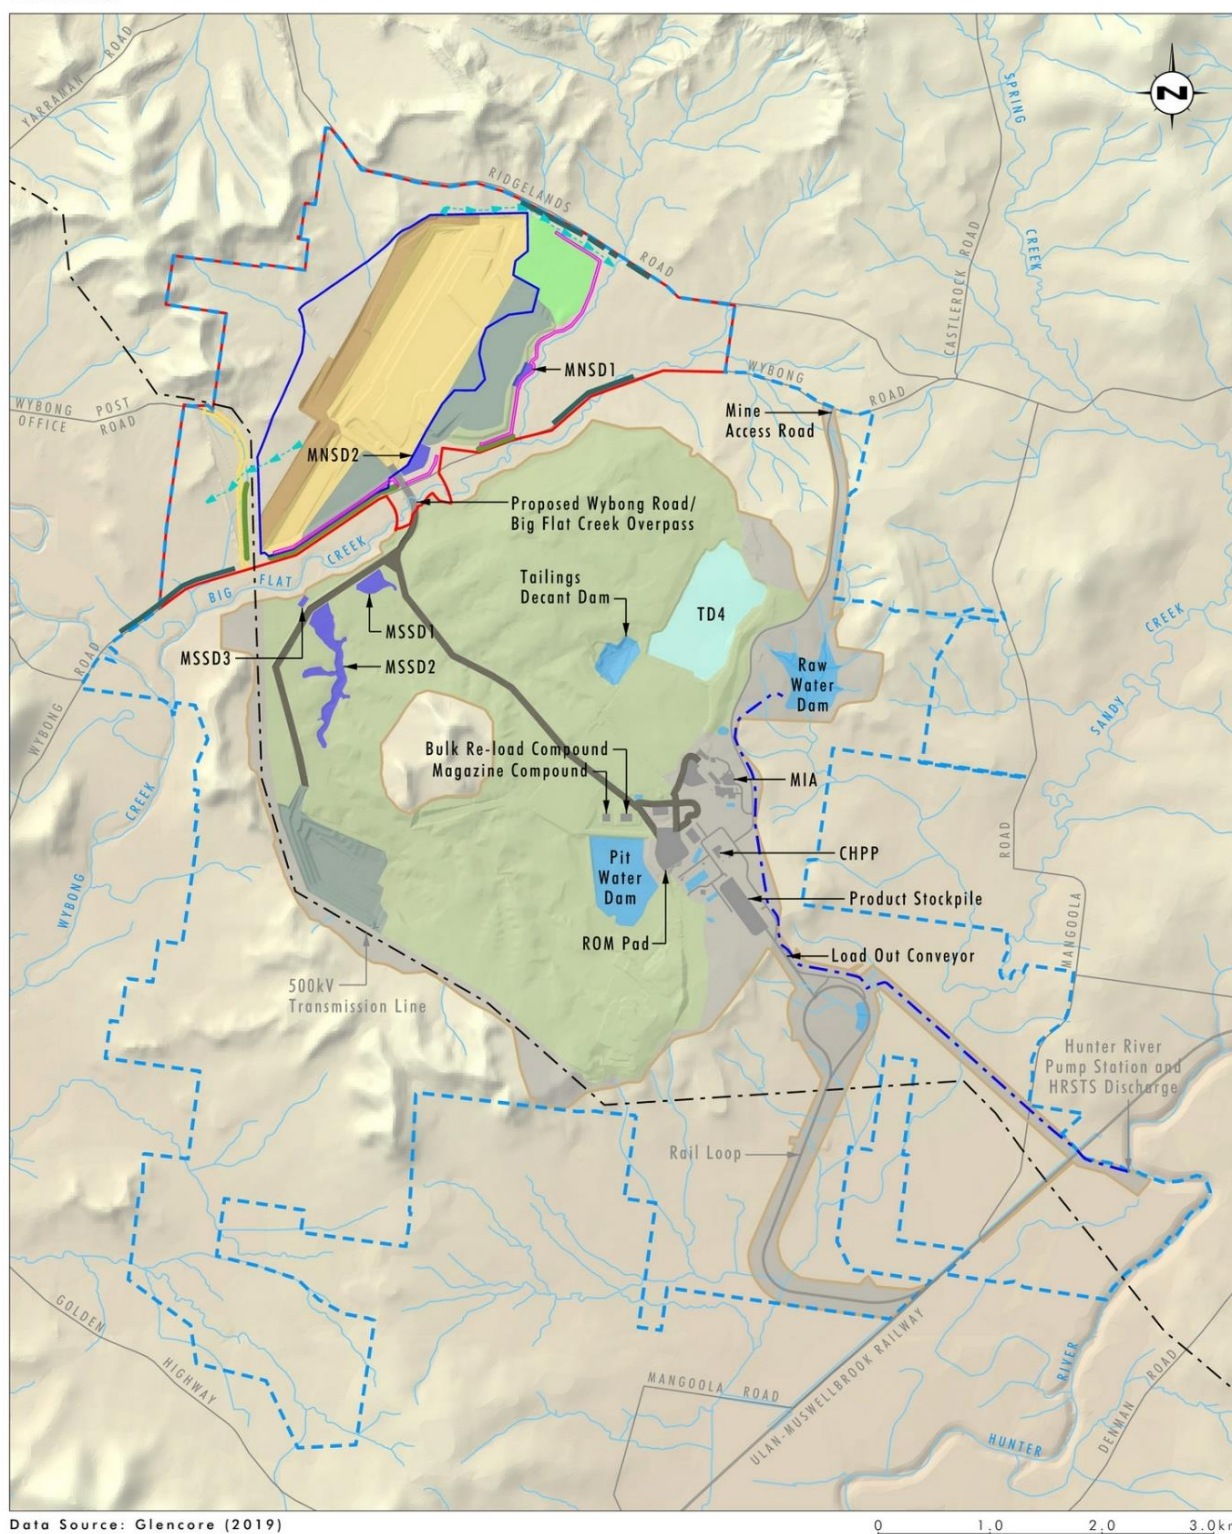 YARRAMAN ROAD
N
SPRING
CREEK
RIDGELANDS
ROAD
CASTLEROCK ROAD
WYBONG
ROAD
MNSD1
WYBONG POST
OFFICE ROAD
Mine
Access Road
MNSD2
Proposed Wybong Road/
Big Flat Creek Overpass
BIG FLAT CREEK
Tailings
Decant Dam
TD4
MSSD1
MSSD3
MSSD2
WYBONG ROAD
Raw
Water
Dam
SANDY CREEK
Bulk Re-load Compound
Magazine Compound
MIA
WYBONG CREEK
CHPP
Pit
Water
Dam
Product Stockpile
MANGOOLA ROAD
ROM Pad
Load Out Conveyor
500kV
Transmission Line
Hunter River
Pump Station and
HRSTS Discharge
Rail Loop
GOLDEN HIGHWAY
MANGOOLA ROAD
ULAN-MUSWELLBROOK RAILWAY
HUNTER RIVER
DENMAN ROAD
Data Source: Glencore (2019)
0 1.0 2.0 3.0km